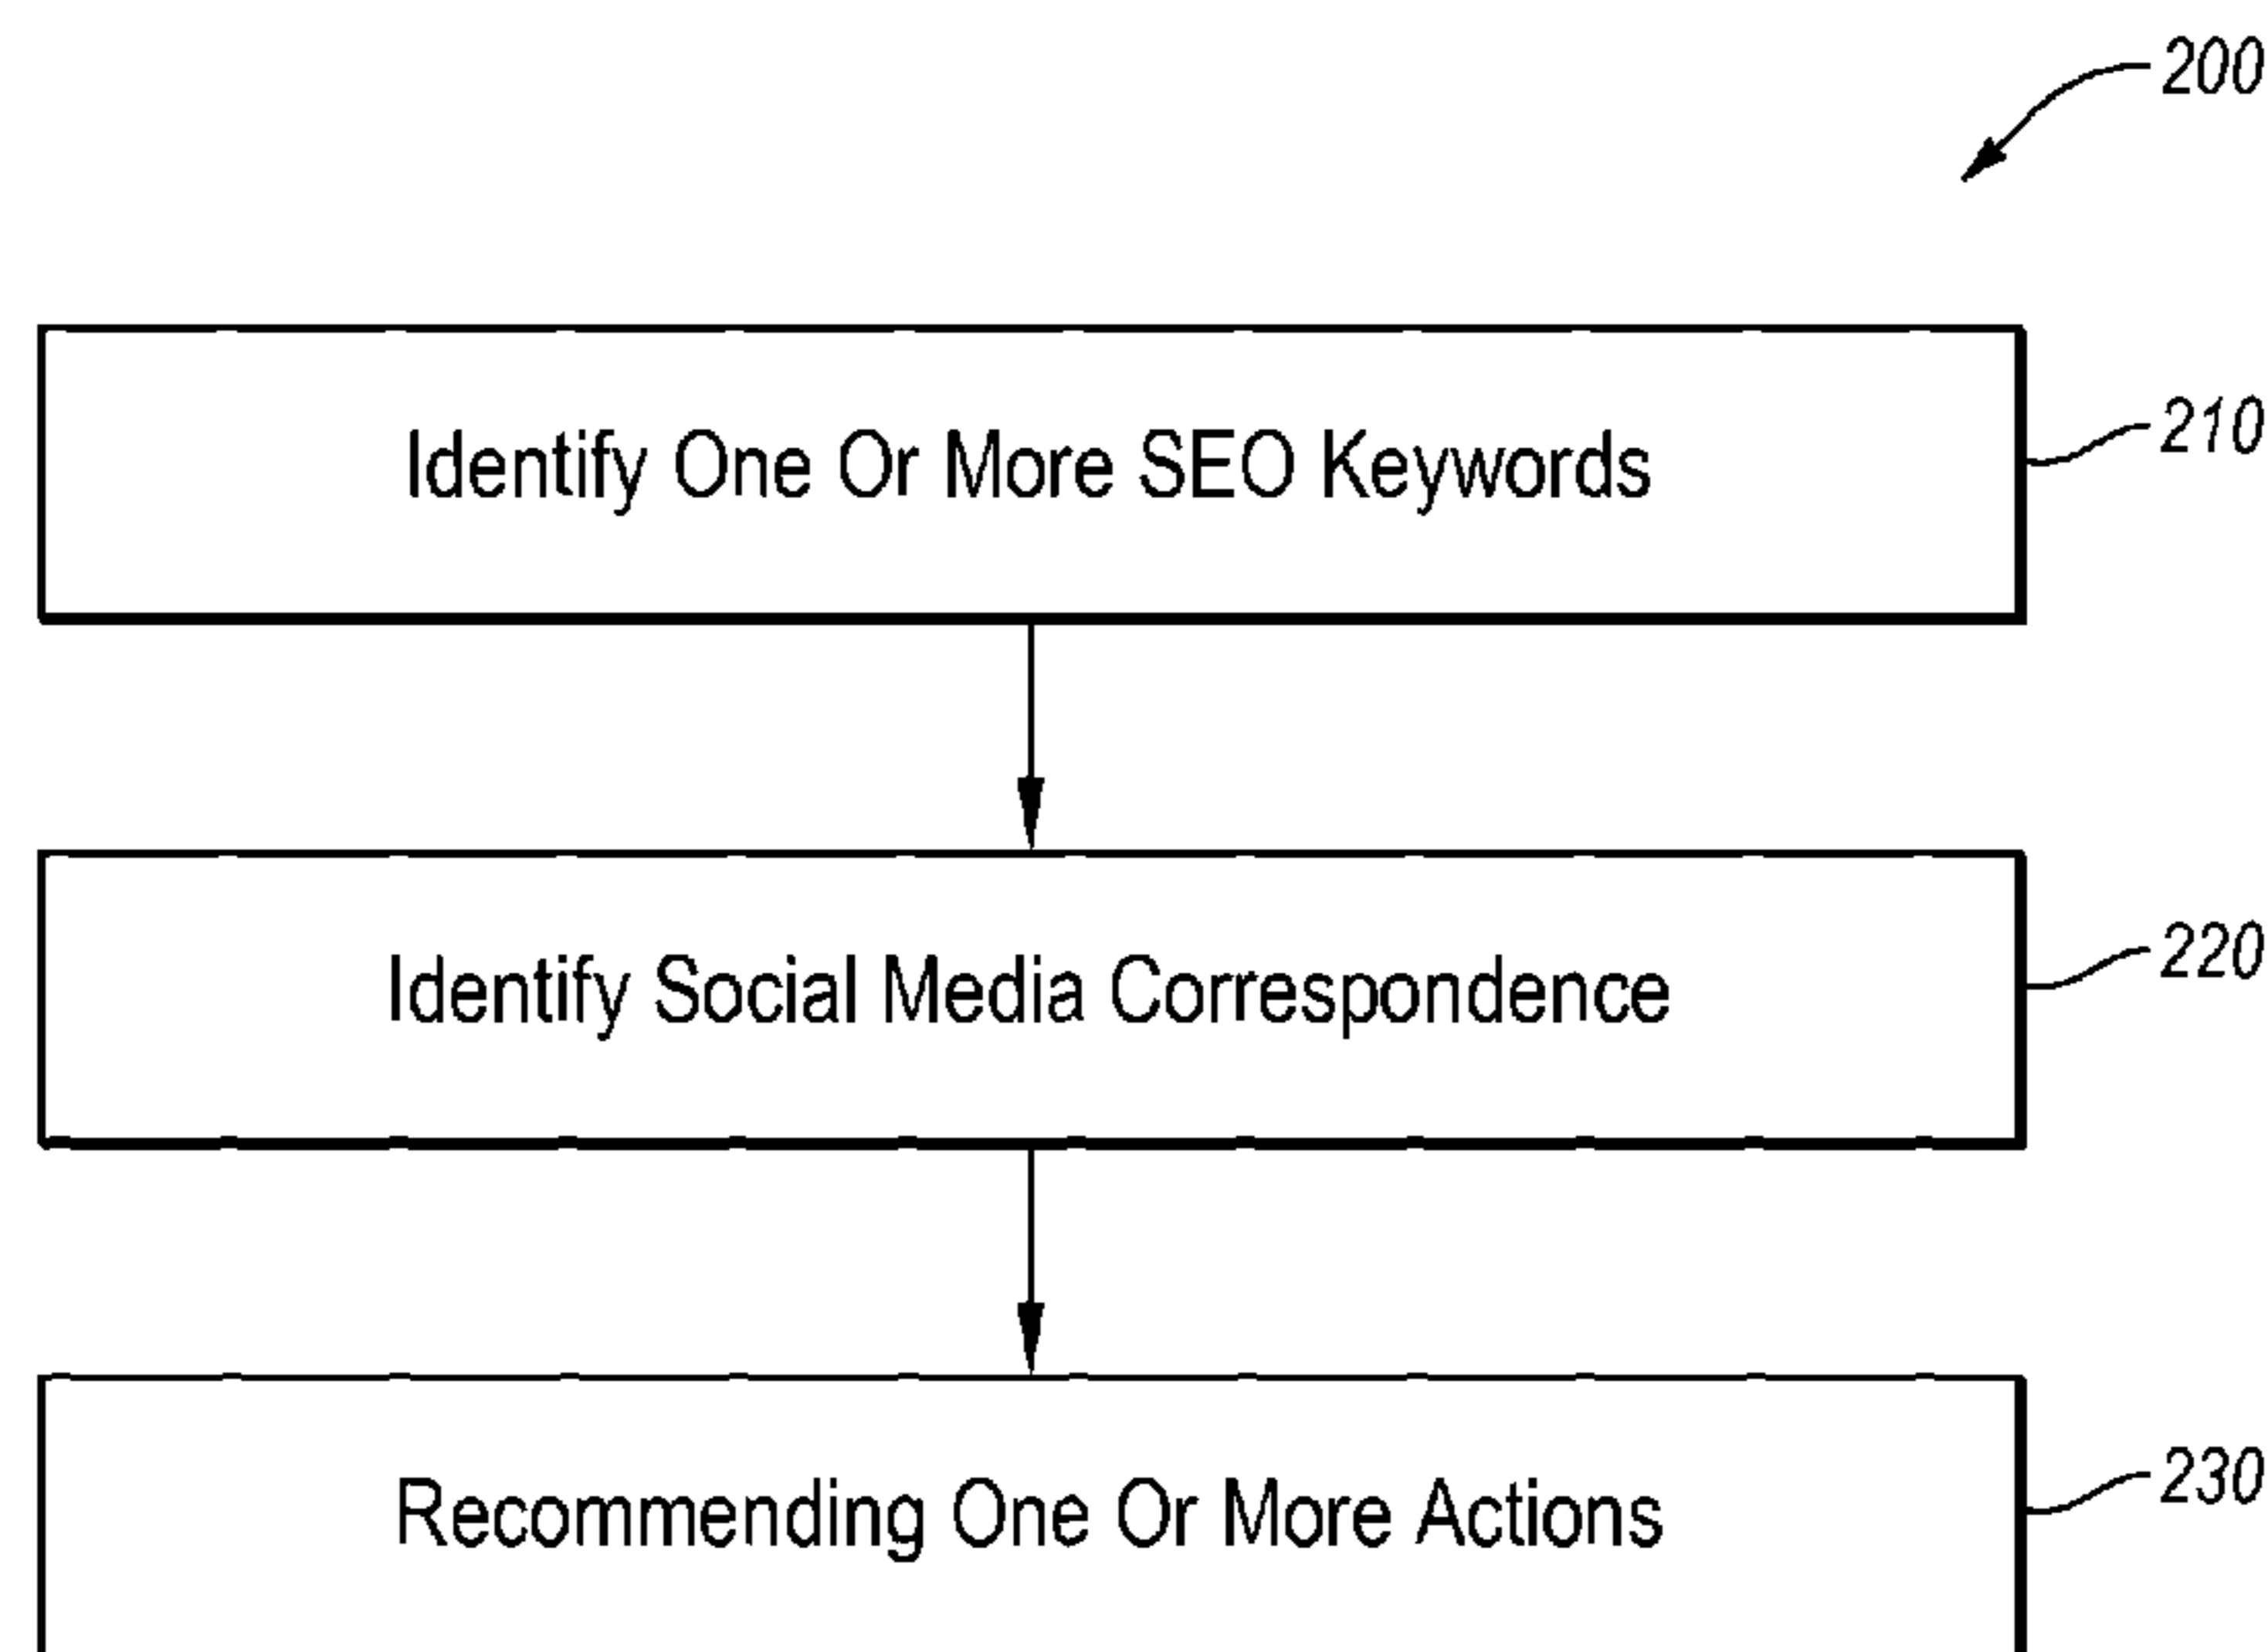 200
Identify One Or More SEO Keywords
210
Identify Social Media Correspondence
220
Recommending One Or More Actions
230